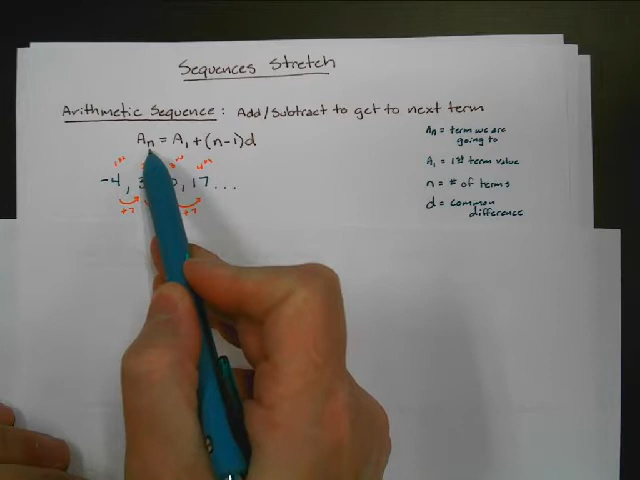 Sequences Stretch
Arithmetic Sequence: Add/Subtract to get to next term
An = A1 + (n-1)d
1st 4th
-4, 3 , 17 ...
+7 +7
An = term we are going to
A1 = 1st term value
n = # of terms
d = common difference